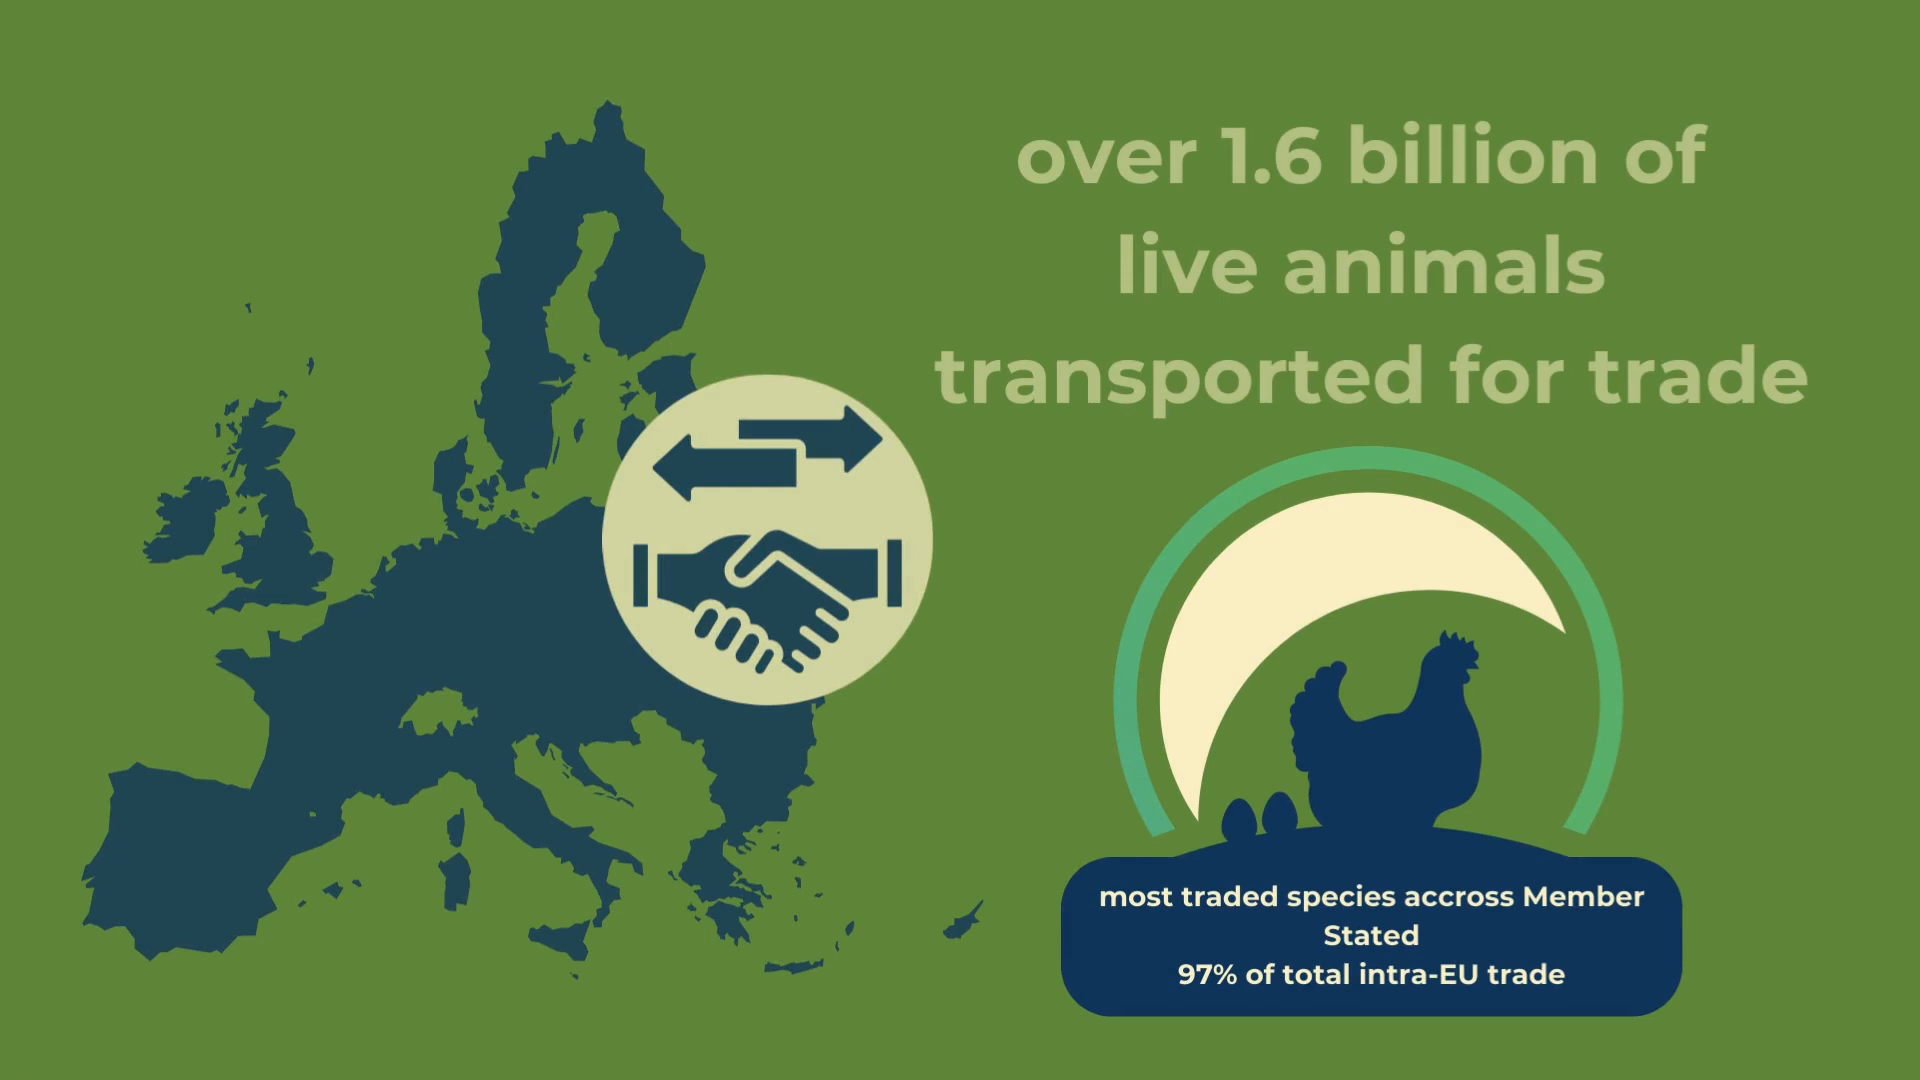 over 1.6 billion of
live animals
transported for trade
most traded species accross Member
Stated
97% of total intra-EU trade